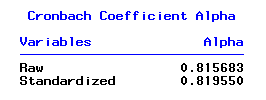 Cronbach Coefficient Alpha
Variables Alpha
Raw 0.815683
Standardized 0.819550